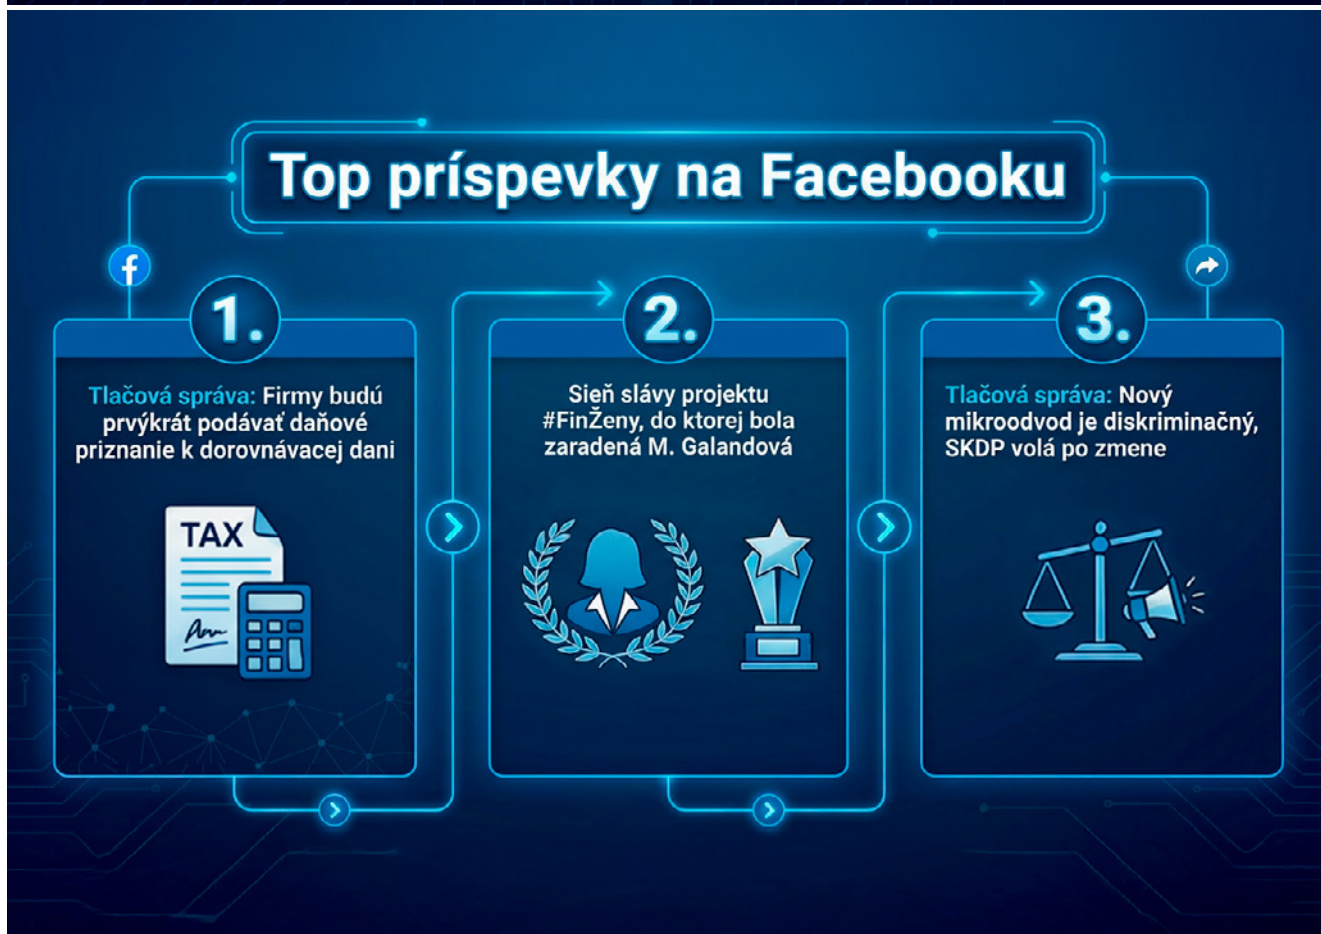 Top príspevky na Facebooku
1.
Tlačová správa: Firmy budú
prvýkrát podávať daňové
priznanie k dorovnávacej dani
TAX
2.
Sieň slávy projektu
#FinŽeny, do ktorej bola
zaradená M. Galandová
3.
Tlačová správa: Nový
mikroodvod je diskriminačný,
SKDP volá po zmene